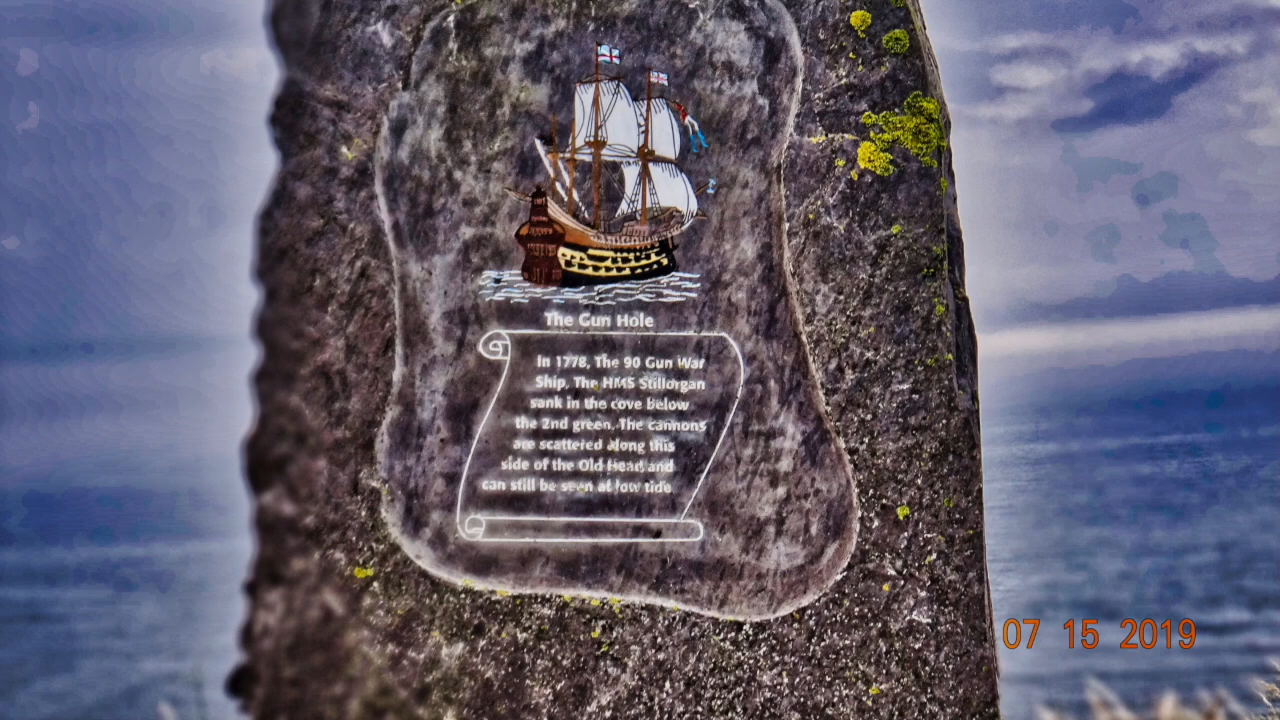 The Gun Hole
In 1778, The 90 Gun War
Ship, The HMS Stillorgan
sank in the cove below
the 2nd green. The cannons
are scattered along this
side of the Old Head and
can still be seen at low tide
07 15 2019